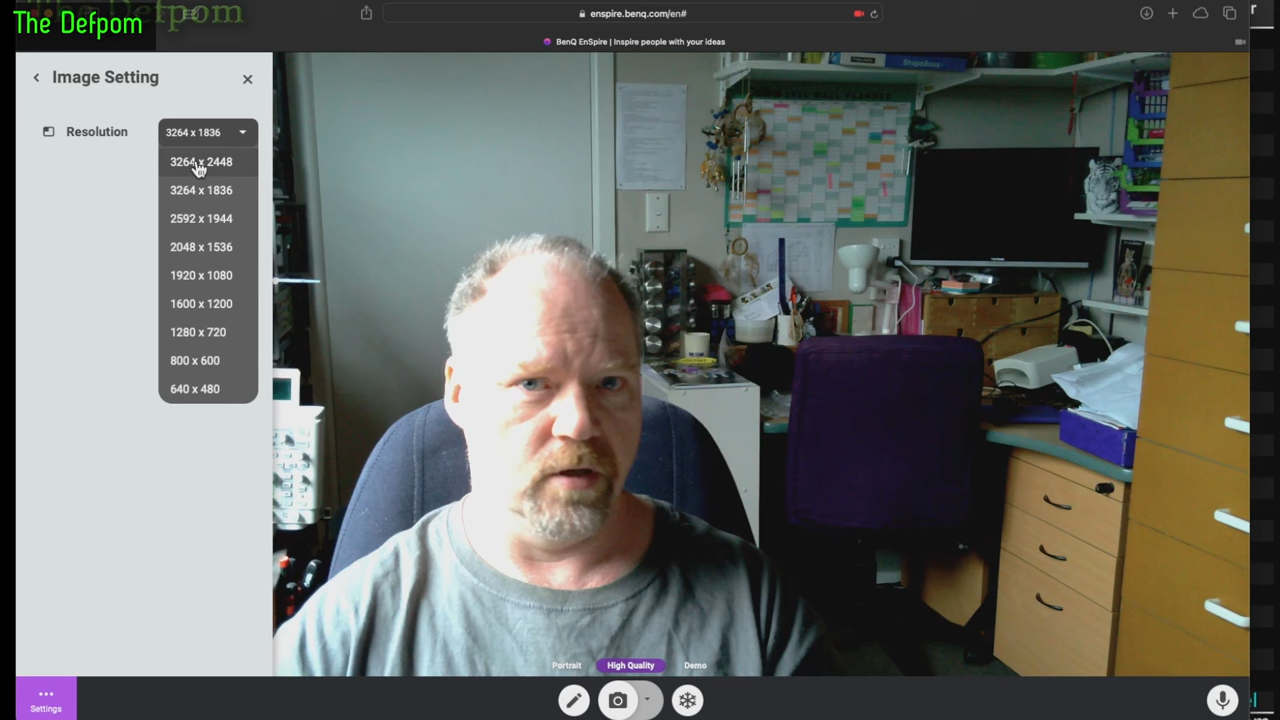 The Defpom
Defpom
enspire.benq.com/en#
BenQ EnSpire | Inspire people with your ideas
Image Setting
Resolution
3264 x 1836
3264 x 2448
3264 x 1836
2592 x 1944
2048 x 1536
1920 x 1080
1600 x 1200
1280 x 720
800 x 600
640 x 480
Portrait
High Quality
Demo
Settings